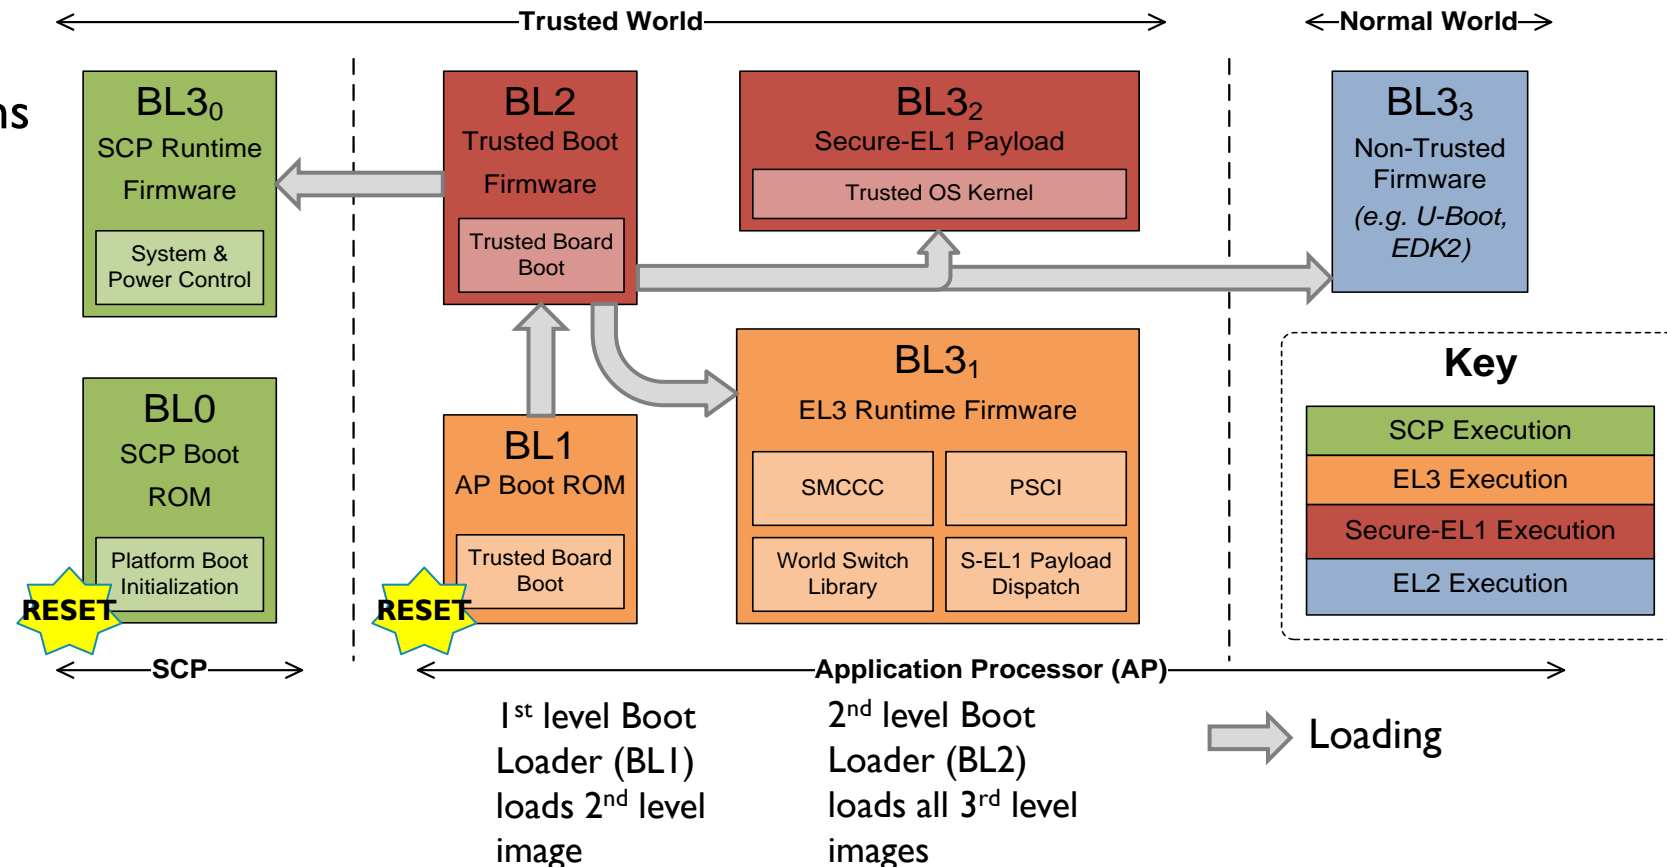 Trusted World
Normal World
ns
BL3₀
SCP Runtime
Firmware
System &
Power Control
BL2
Trusted Boot
Firmware
Trusted Board
Boot
BL3₂
Secure-EL1 Payload
Trusted OS Kernel
BL3₃
Non-Trusted
Firmware
(e.g. U-Boot,
EDK2)
BL0
SCP Boot
ROM
Platform Boot
Initialization
RESET
BL1
AP Boot ROM
Trusted Board
Boot
RESET
BL3₁
EL3 Runtime Firmware
SMCCC
PSCI
World Switch
Library
S-EL1 Payload
Dispatch
Key
SCP Execution
EL3 Execution
Secure-EL1 Execution
EL2 Execution
SCP
Application Processor (AP)
1st level Boot
Loader (BL1)
loads 2nd level
image
2nd level Boot
Loader (BL2)
loads all 3rd level
images
Loading